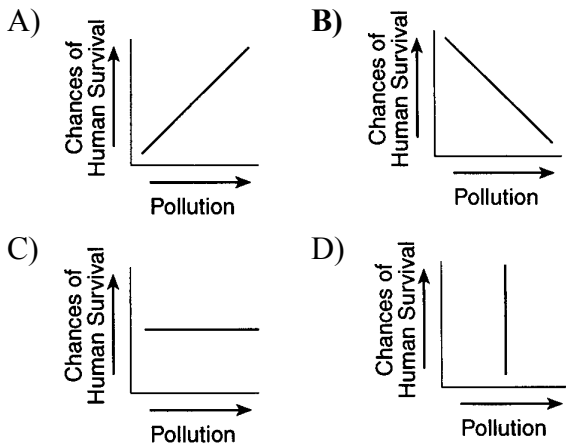 A)
Chances of
Human Survival
Pollution
B)
Chances of
Human Survival
Pollution
C)
Chances of
Human Survival
Pollution
D)
Chances of
Human Survival
Pollution